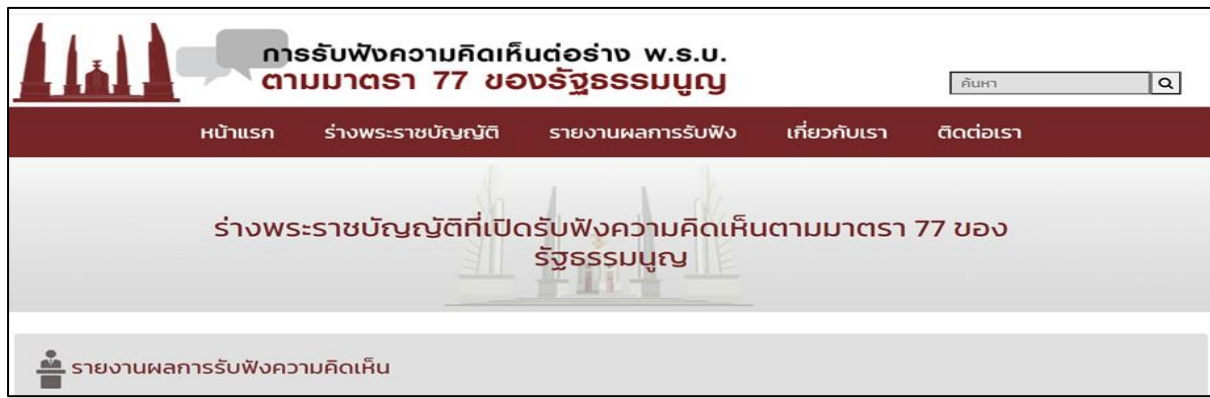 การรับฟังความคิดเห็นต่อร่าง พ.ร.บ.
ตามมาตรา 77 ของรัฐธรรมนูญ
ค้นหา
หน้าแรก ร่างพระราชบัญญัติ รายงานผลการรับฟัง เกี่ยวกับเรา ติดต่อเรา
ร่างพระราชบัญญัติที่เปิดรับฟังความคิดเห็นตามมาตรา 77 ของ
รัฐธรรมนูญ
รายงานผลการรับฟังความคิดเห็น